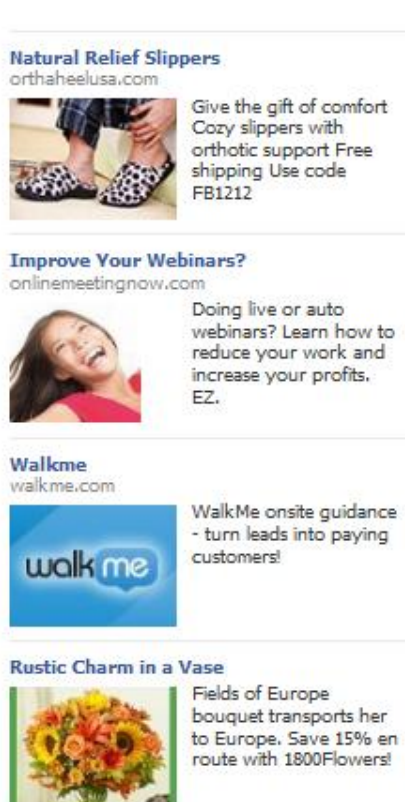 Natural Relief Slippers
orthaheelusa.com
Give the gift of comfort
Cozy slippers with
orthotic support Free
shipping Use code
FB1212
Improve Your Webinars?
onlinemeetingnow.com
Doing live or auto
webinars? Learn how to
reduce your work and
increase your profits.
EZ.
Walkme
walkme.com
WalkMe onsite guidance
- turn leads into paying
customers!
walk me
Rustic Charm in a Vase
Fields of Europe
bouquet transports her
to Europe. Save 15% en
route with 1800Flowers!